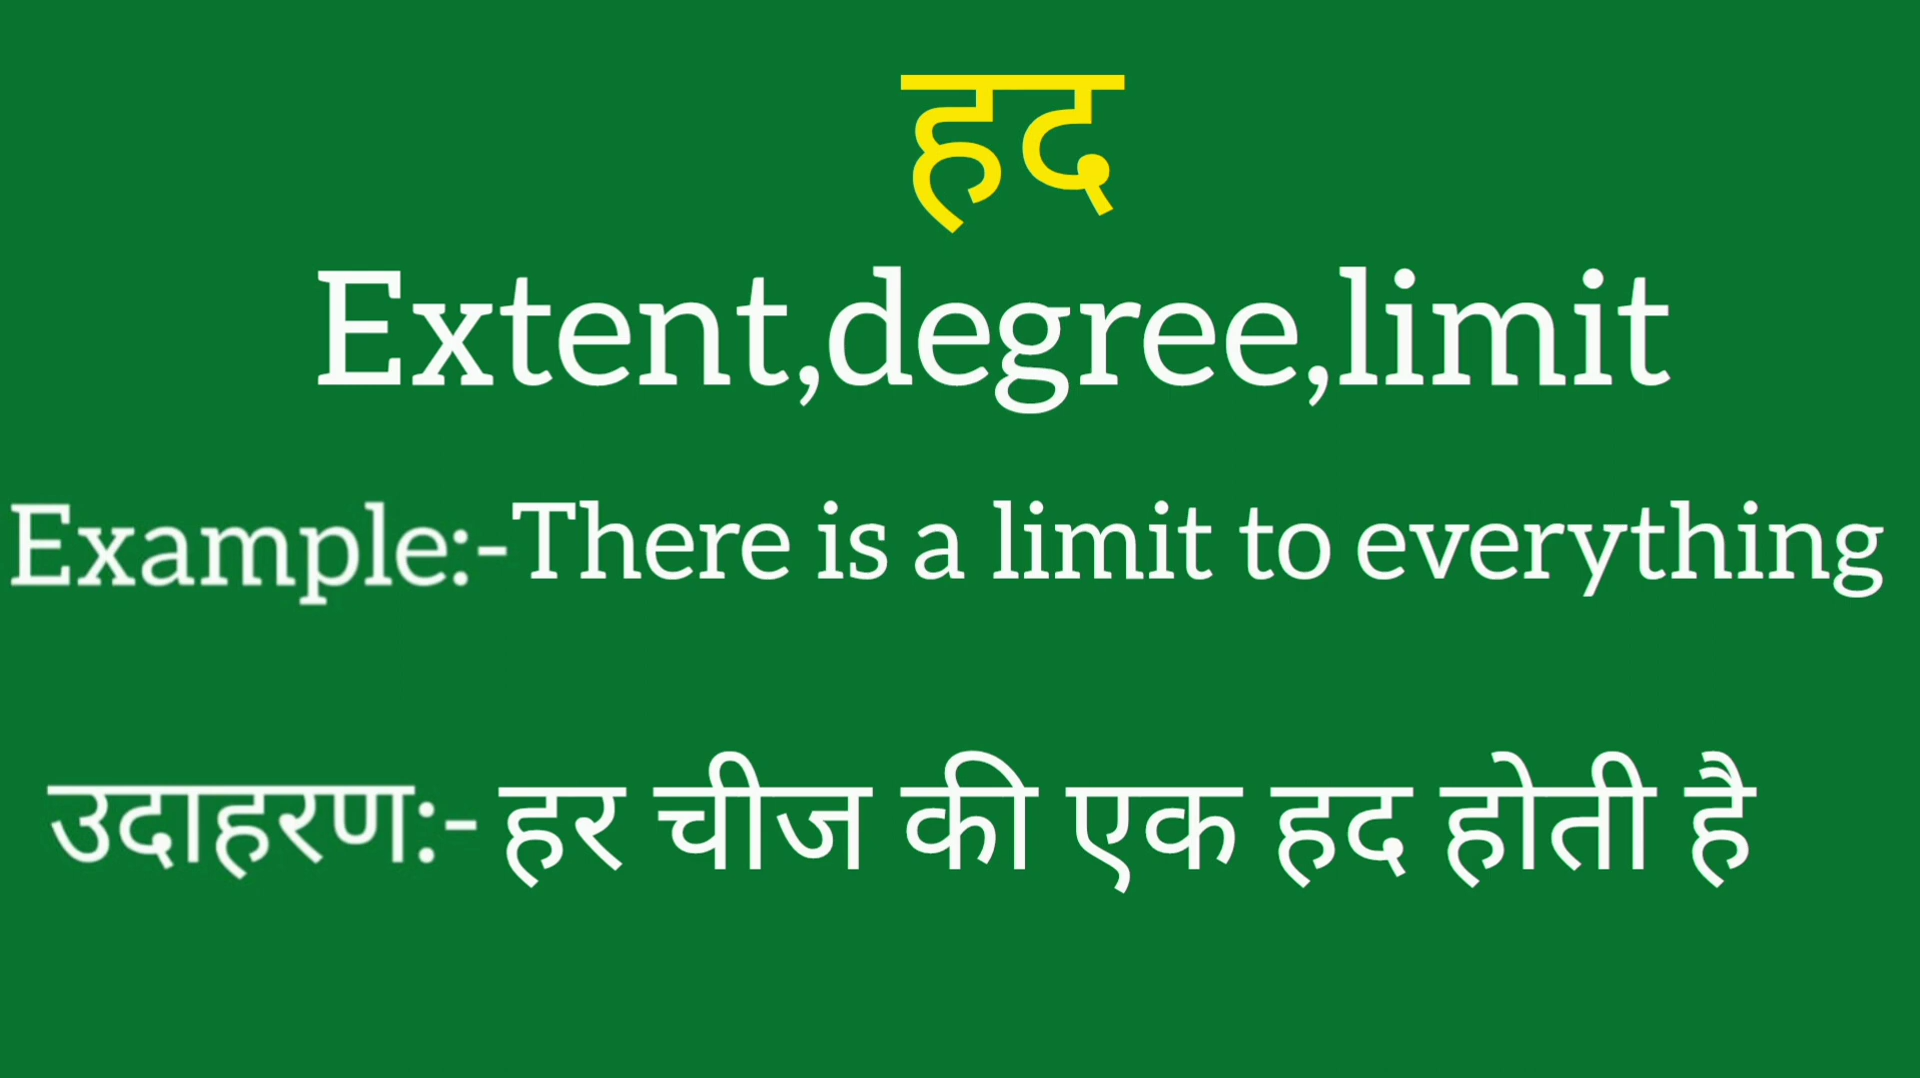 हद
Extent,degree,limit
Example:-There is a limit to everything
उदाहरण:- हर चीज की एक हद होती है